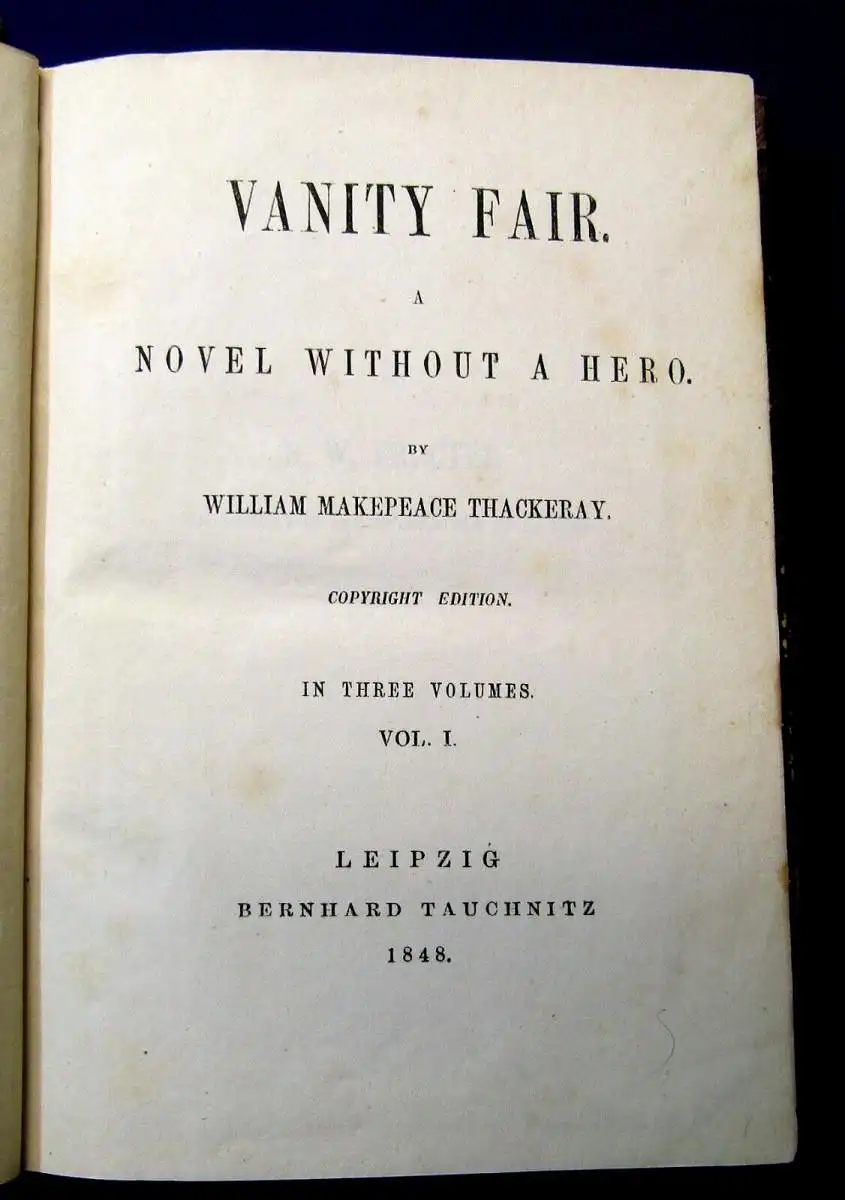 VANITY FAIR.
A
NOVEL WITHOUT A HERO.
BY
WILLIAM MAKEPEACE THACKERAY.
COPYRIGHT EDITION.
IN THREE VOLUMES.
VOL. I.
LEIPZIG
BERNHARD TAUCHNITZ
1848.